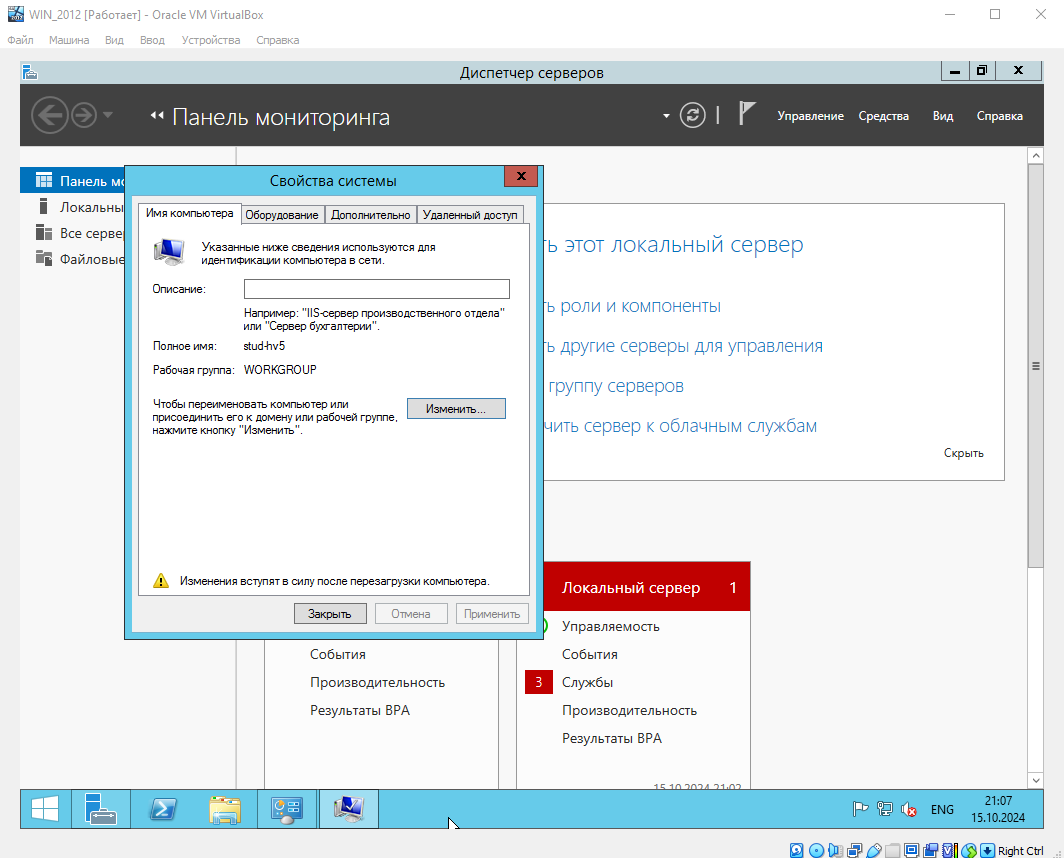 WIN_2012 [Работает] - Oracle VM VirtualBox
Файл Машина Вид Ввод Устройства Справка
Диспетчер серверов
Панель мониторинга
Управление Средства Вид Справка
Панель мо
Локальны
Все серве
Файловые
Свойства системы
Имя компьютера Оборудование Дополнительно Удаленный доступ
Указанные ниже сведения используются для
идентификации компьютера в сети.
Описание:
Например: "IIS-сервер производственного отдела"
или "Сервер бухгалтерии".
Полное имя: stud-hv5
Рабочая группа: WORKGROUP
Чтобы переименовать компьютер или
присоединить его к домену или рабочей группе,
нажмите кнопку "Изменить".
Изменить...
Изменения вступят в силу после перезагрузки компьютера.
Закрыть Отмена Применить
ть этот локальный сервер
ть роли и компоненты
ть другие серверы для управления
группу серверов
чить сервер к облачным службам
Скрыть
События
Производительность
Результаты BPA
Локальный сервер 1
Управляемость
События
3 Службы
Производительность
Результаты BPA
15.10.2024 21:02
ENG
21:07
15.10.2024
Right Ctrl